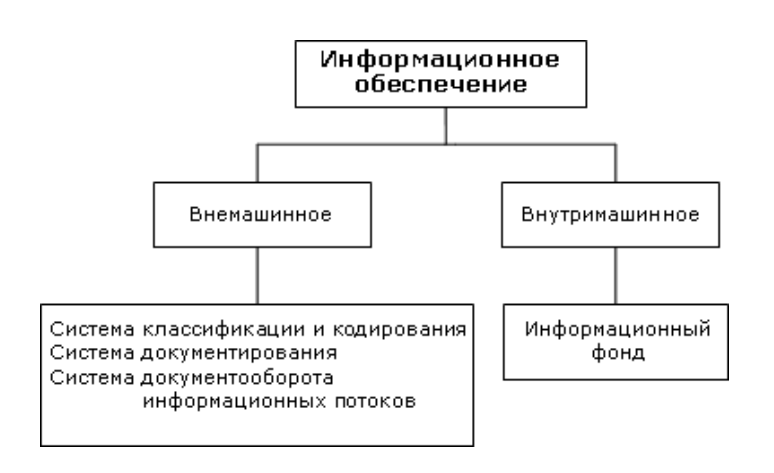 Информационное
обеспечение
Внемашинное
Внутримашинное
Система классификации и кодирования
Система документирования
Система документооборота
информационных потоков
Информационный
фонд